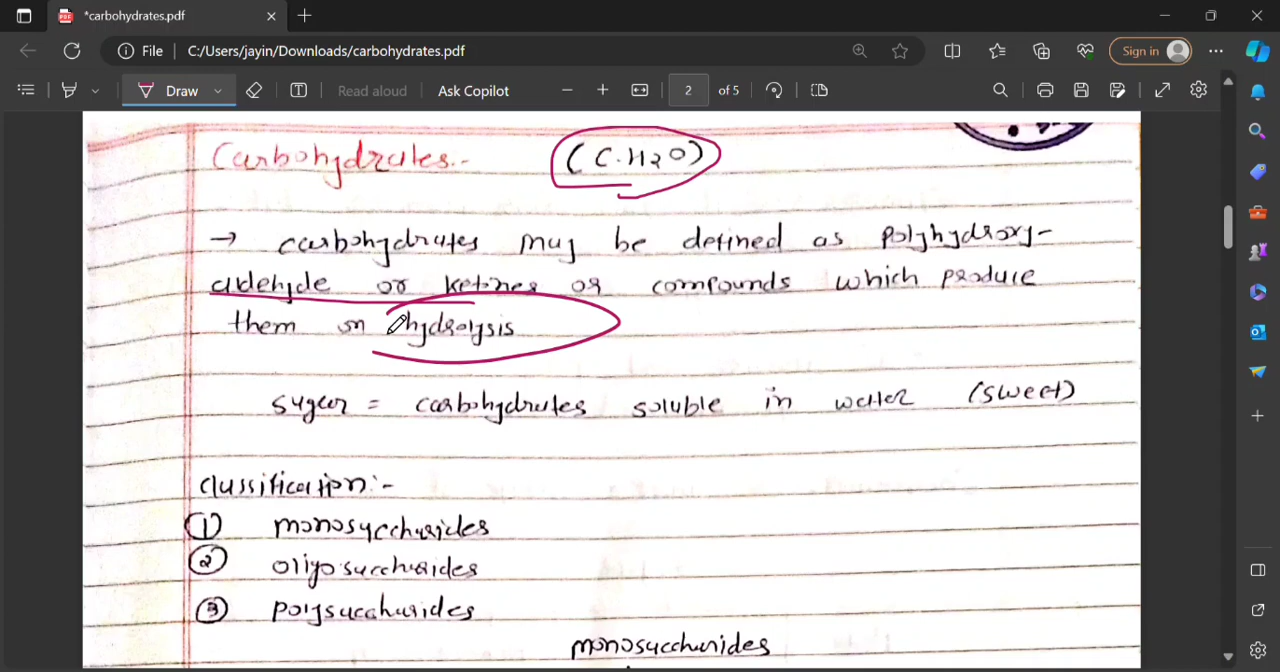 *carbohydrates.pdf
File C:/Users/jayin/Downloads/carbohydrates.pdf
Sign in
Draw
Read aloud
Ask Copilot
2 of 5
Carbohydrates:-
(C.H2O)
→ carbohydrates may be defined as polyhydroxy-
aldehyde or ketones or compounds which produce
them on hydrolysis
sugar = carbohydrates soluble in water (sweet)
classification:-
① monosaccharides
② oligosaccharides
③ polysaccharides
monosaccharides